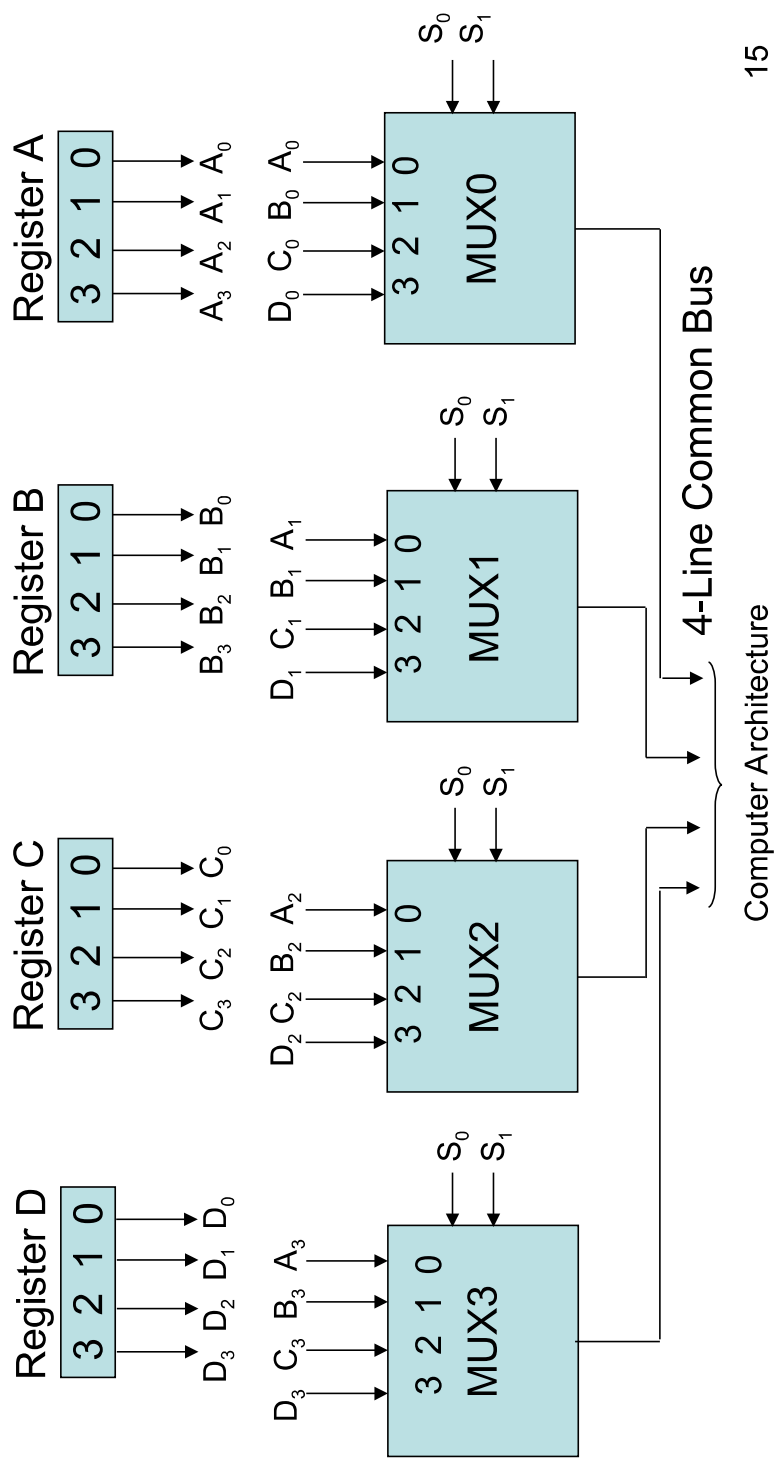 Register D Register C Register B Register A
3 2 1 0 3 2 1 0 3 2 1 0 3 2 1 0
D₃ D₂ D₁ D₀ C₃ C₂ C₁ C₀ B₃ B₂ B₁ B₀ A₃ A₂ A₁ A₀
D₃ C₃ B₃ A₃ D₂ C₂ B₂ A₂ D₁ C₁ B₁ A₁ D₀ C₀ B₀ A₀
3 2 1 0 3 2 1 0 3 2 1 0 3 2 1 0
S₀ S₀ S₀ S₀
MUX3 MUX2 MUX1 MUX0
S₁ S₁ S₁ S₁
4-Line Common Bus
Computer Architecture 15